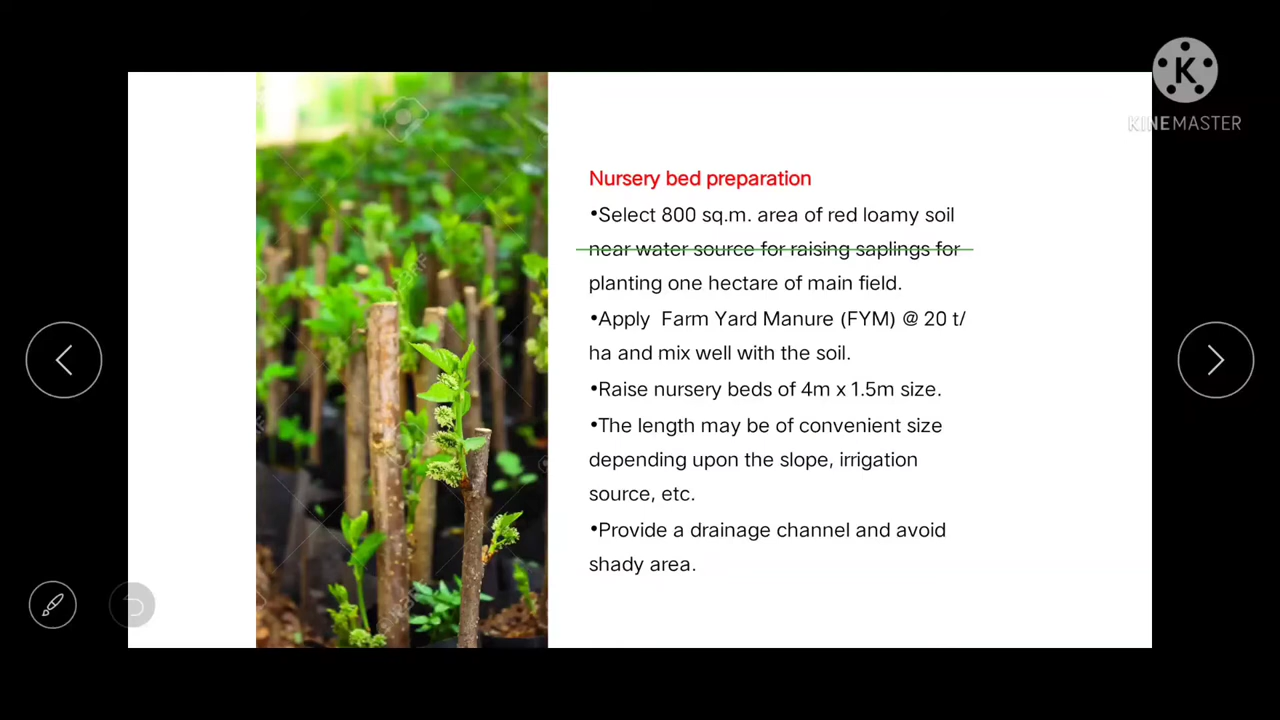 K
KINEMASTER
Nursery bed preparation
•Select 800 sq.m. area of red loamy soil
near water source for raising saplings for
planting one hectare of main field.
•Apply  Farm Yard Manure (FYM) @ 20 t/
ha and mix well with the soil.
•Raise nursery beds of 4m x 1.5m size.
•The length may be of convenient size
depending upon the slope, irrigation
source, etc.
•Provide a drainage channel and avoid
shady area.